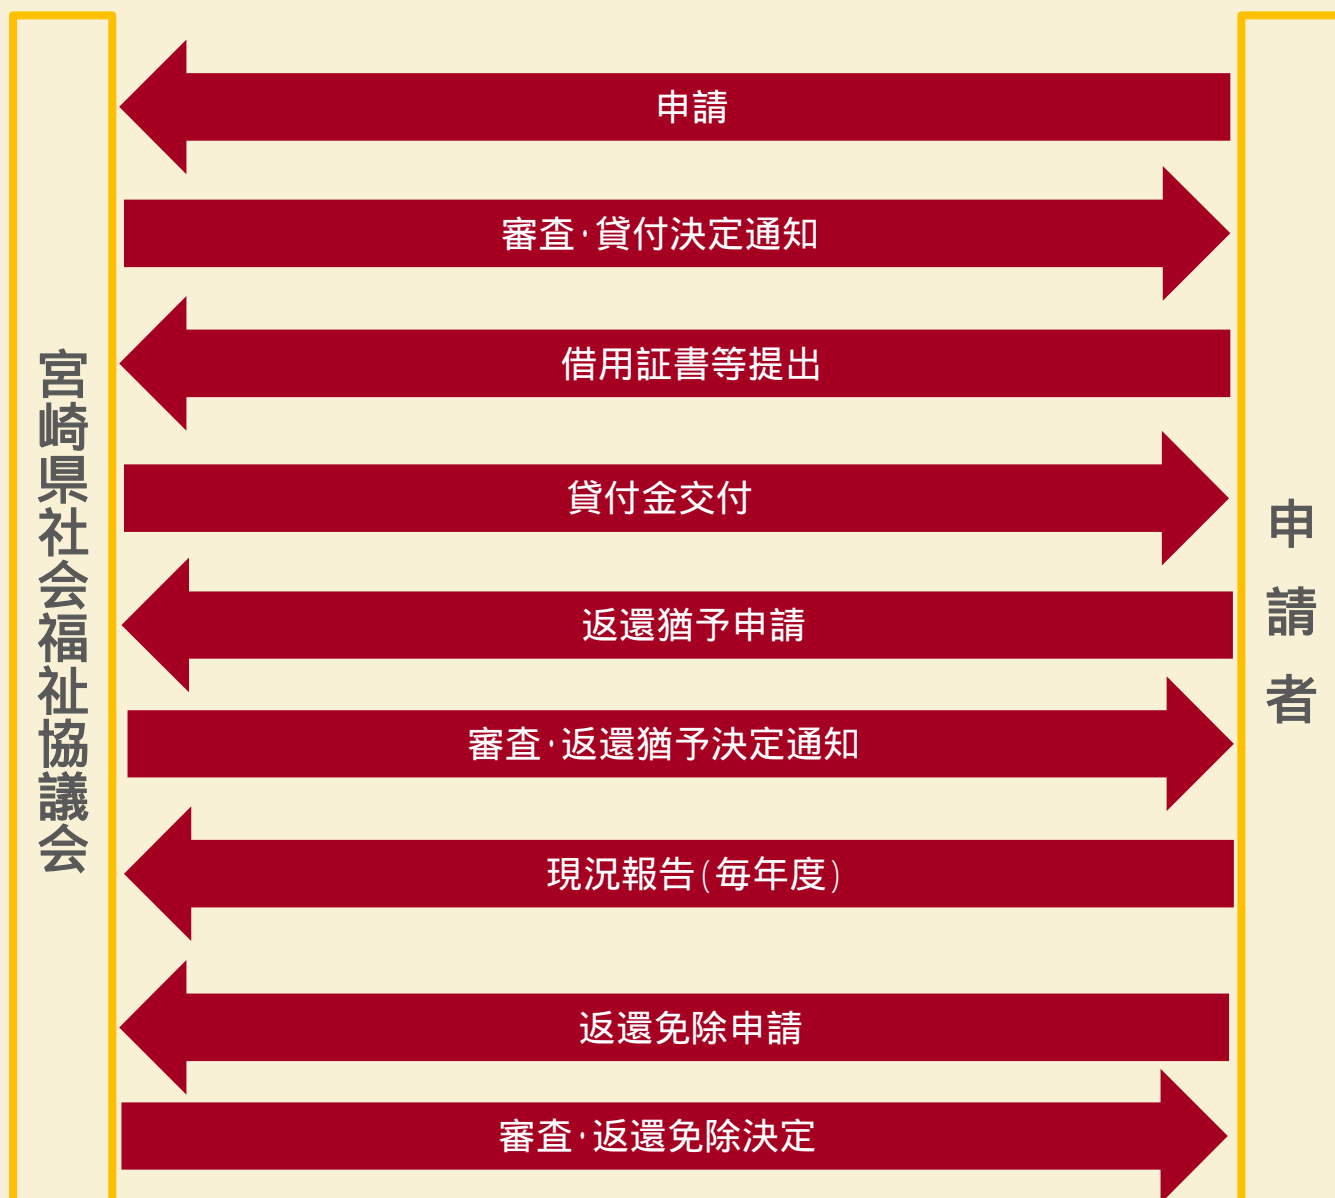 申請
審査·貸付決定通知
借用証書等提出
貸付金交付
返還猶予申請
審査·返還猶予決定通知
現況報告(毎年度)
返還免除申請
審査·返還免除決定
宮崎県社会福祉協議会
申請者